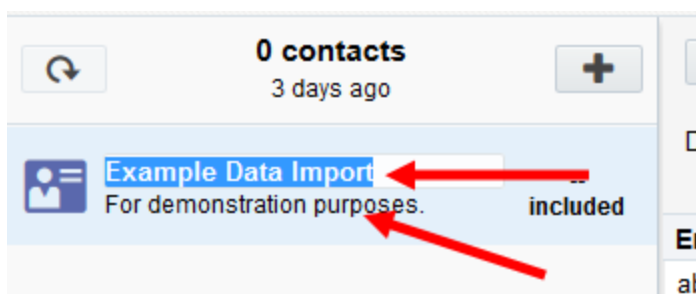 0 contacts
3 days ago
Example Data Import
For demonstration purposes.
--
included